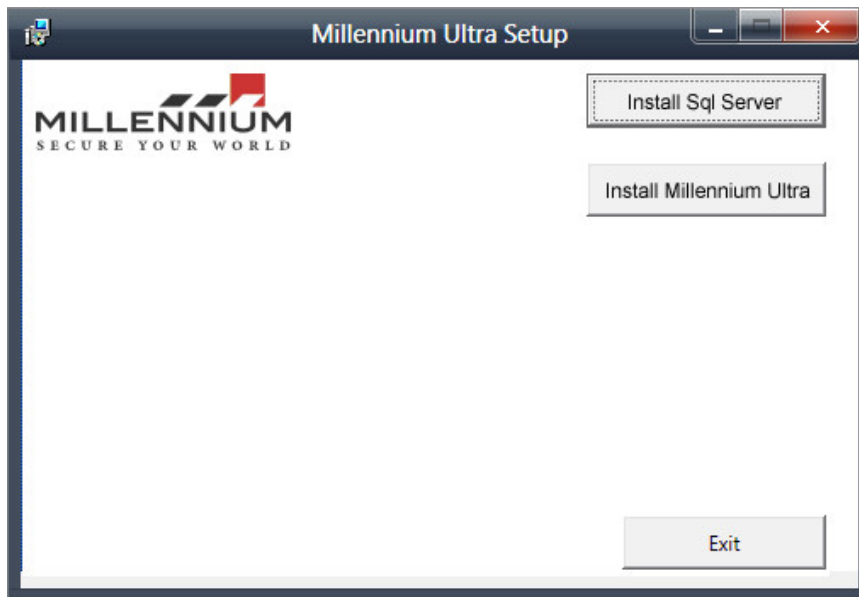 Millennium Ultra Setup
MILLENNIUM
SECURE YOUR WORLD
Install Sql Server
Install Millennium Ultra
Exit